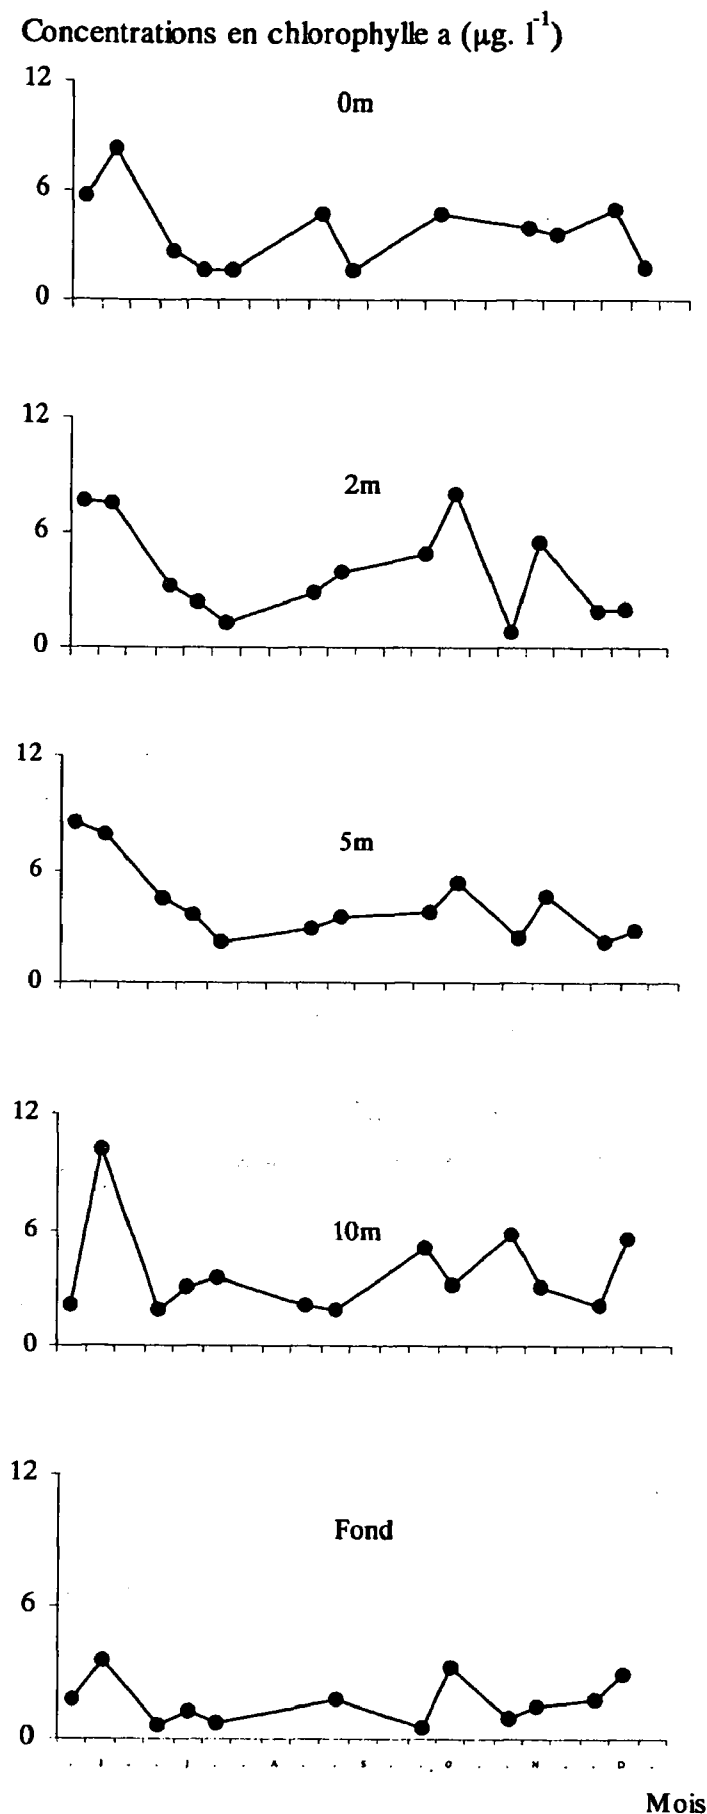 Concentrations en chlorophylle a (µg. l⁻¹)
12
0m
6
0
12
2m
6
0
12
5m
6
0
12
6
10m
0
12
Fond
6
0
. J . . J . . A . . S . . O . . N . . D .
Mois